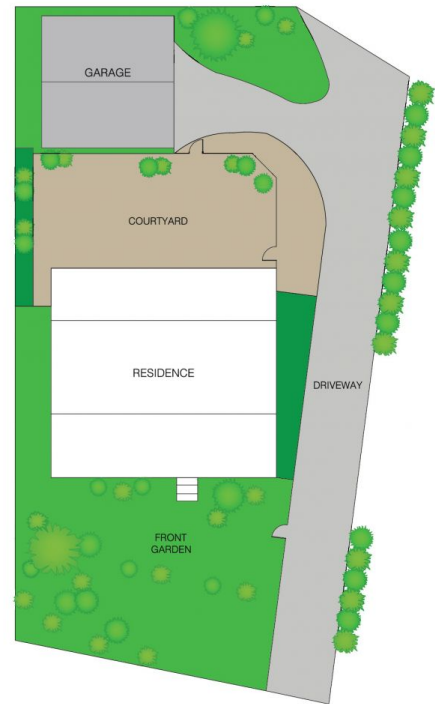 GARAGE
COURTYARD
RESIDENCE
DRIVEWAY
FRONT
GARDEN